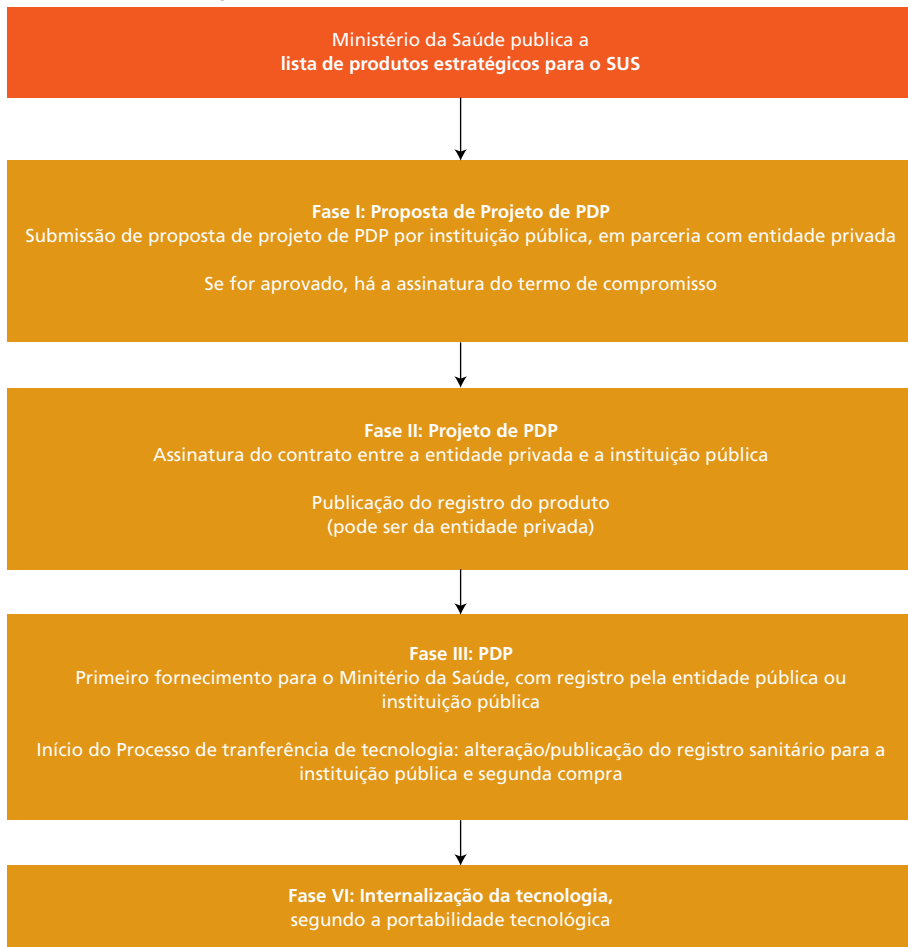 Ministério da Saúde publica a
lista de produtos estratégicos para o SUS
Fase I: Proposta de Projeto de PDP
Submissão de proposta de projeto de PDP por instituição pública, em parceria com entidade privada
Se for aprovado, há a assinatura do termo de compromisso
Fase II: Projeto de PDP
Assinatura do contrato entre a entidade privada e a instituição pública
Publicação do registro do produto
(pode ser da entidade privada)
Fase III: PDP
Primeiro fornecimento para o Minitério da Saúde, com registro pela entidade pública ou
instituição pública
Início do Processo de tranferência de tecnologia: alteração/publicação do registro sanitário para a
instituição pública e segunda compra
Fase VI: Internalização da tecnologia,
segundo a portabilidade tecnológica